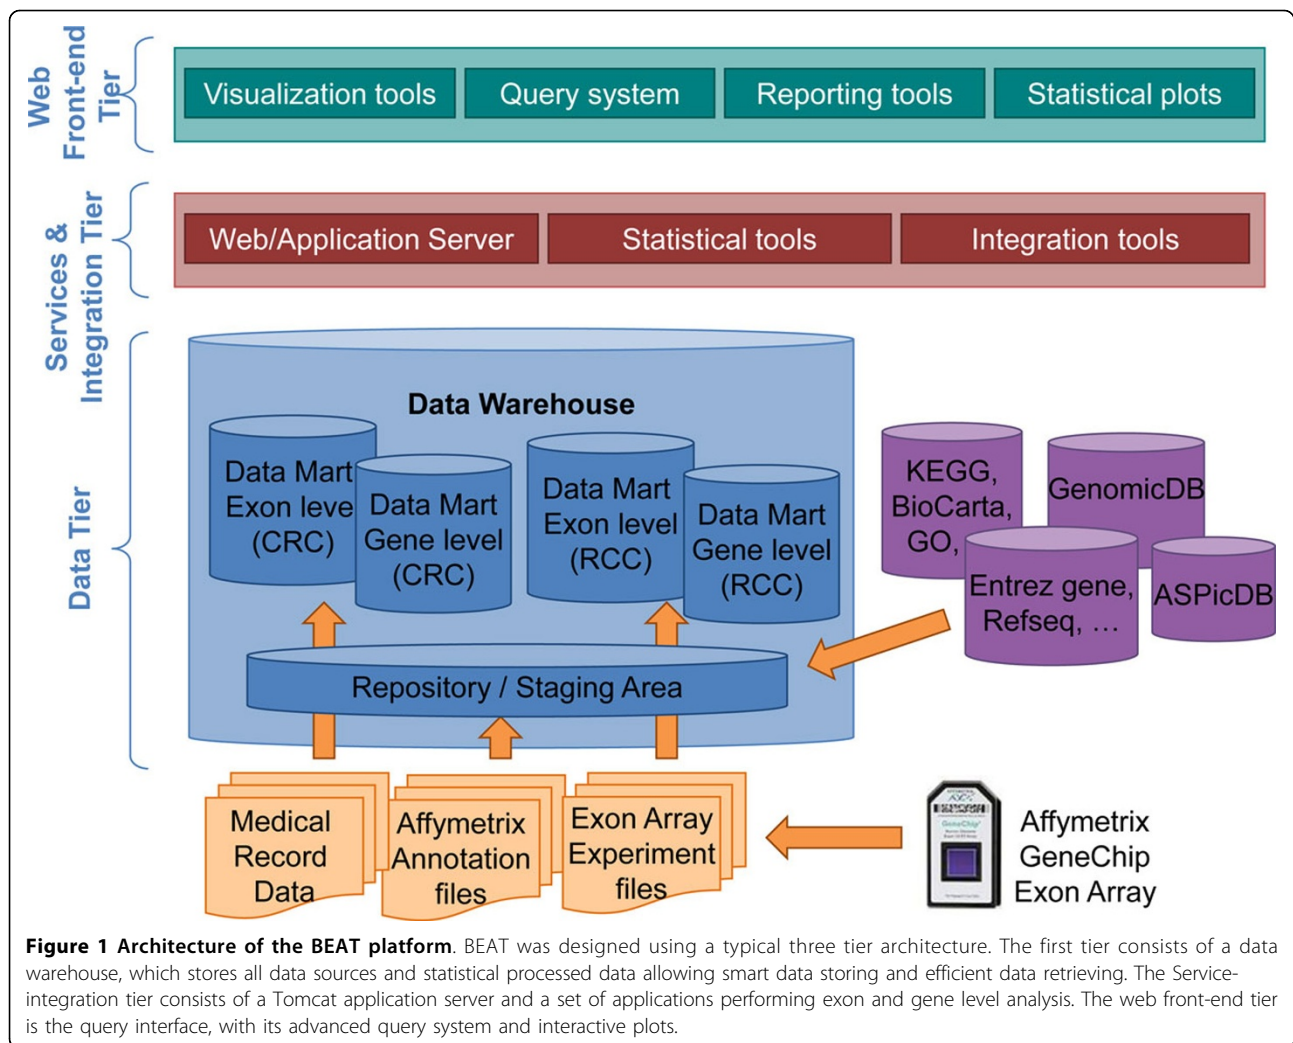 Web
Front-end
Tier
Visualization tools
Query system
Reporting tools
Statistical plots
Services &
Integration Tier
Web/Application Server
Statistical tools
Integration tools
Data Tier
Data Warehouse
Data Mart
Exon level
(CRC)
Data Mart
Gene level
(CRC)
Data Mart
Exon level
(RCC)
Data Mart
Gene level
(RCC)
Repository / Staging Area
KEGG,
BioCarta,
GO,
GenomicDB
Entrez gene,
Refseq, …
ASPicDB
Medical
Record
Data
Affymetrix
Annotation
files
Exon Array
Experiment
files
GeneChip
Affymetrix
GeneChip
Exon Array
Figure 1 Architecture of the BEAT platform. BEAT was designed using a typical three tier architecture. The first tier consists of a data
warehouse, which stores all data sources and statistical processed data allowing smart data storing and efficient data retrieving. The Service-
integration tier consists of a Tomcat application server and a set of applications performing exon and gene level analysis. The web front-end tier
is the query interface, with its advanced query system and interactive plots.